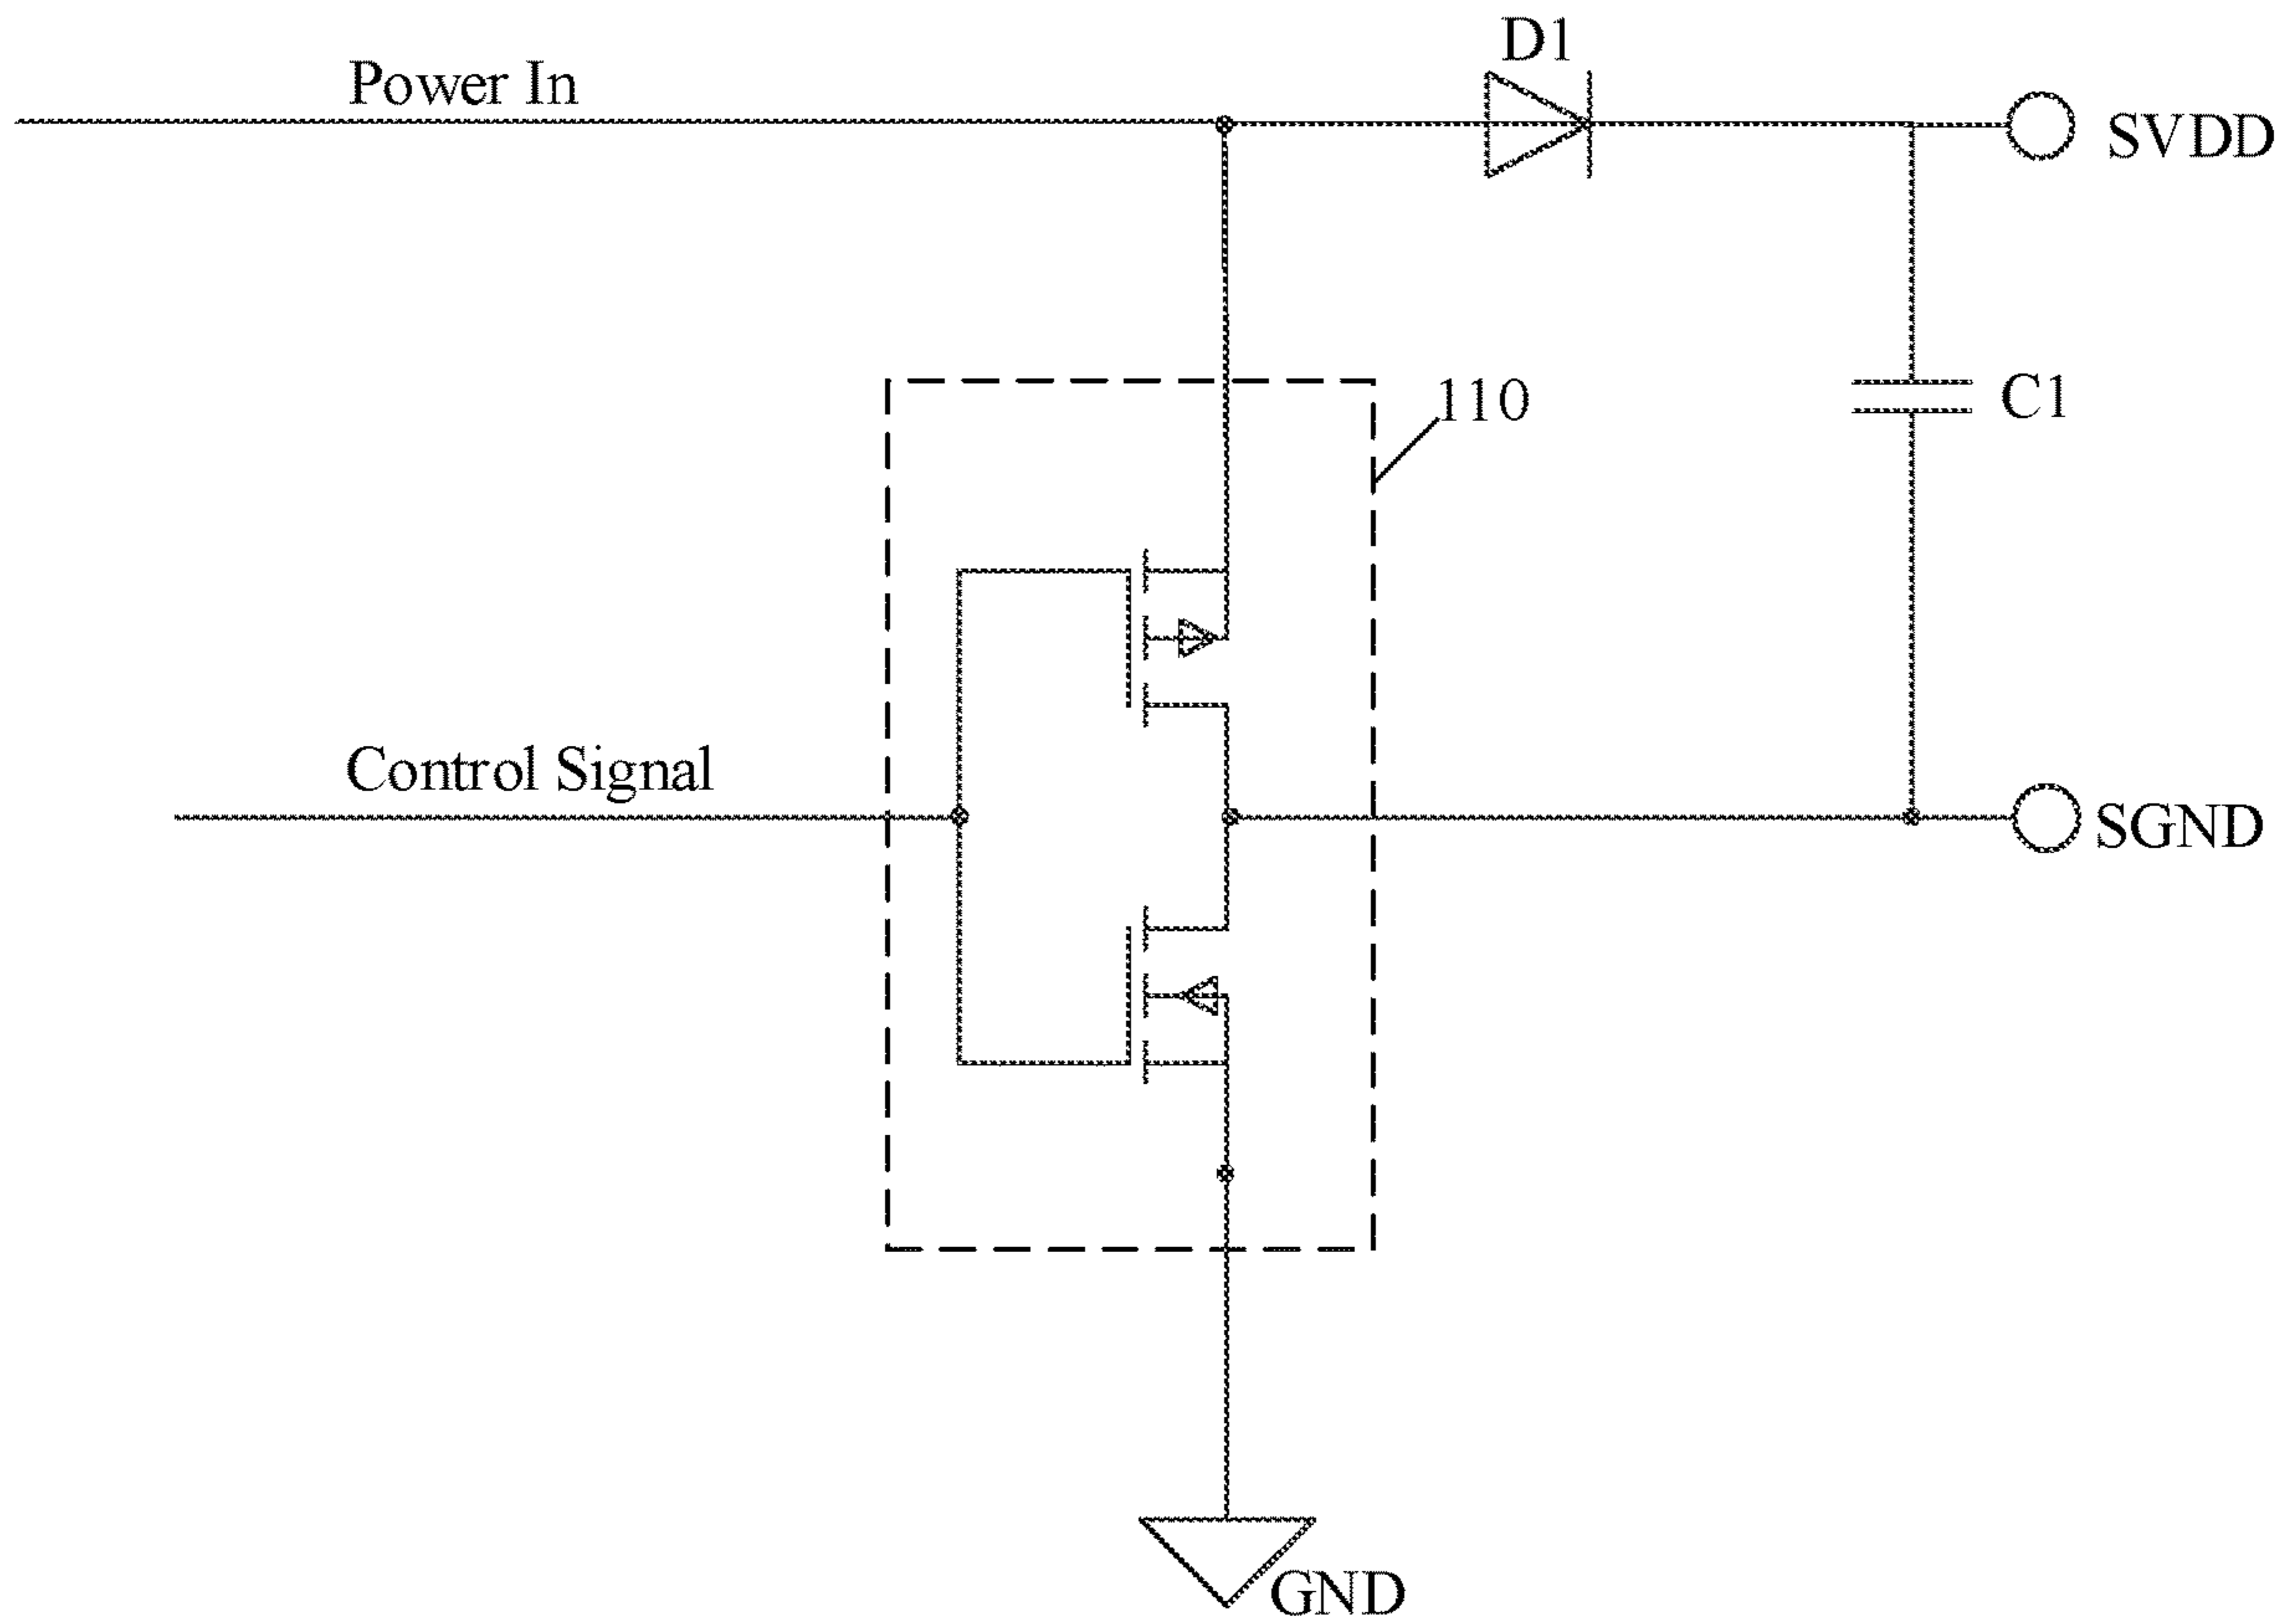 D1
Power In
SVDD
110
C1
Control Signal
SGND
GND